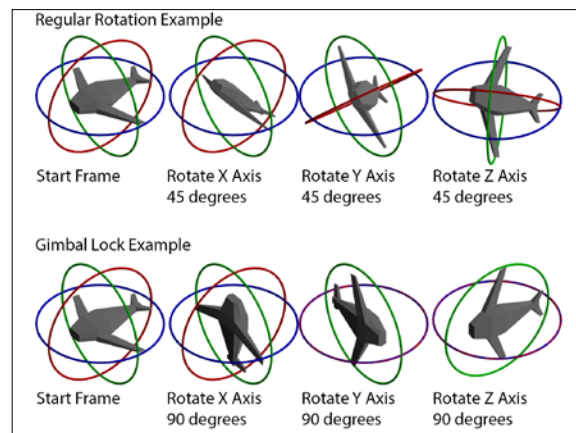 Regular Rotation Example
Start Frame
Rotate X Axis
45 degrees
Rotate Y Axis
45 degrees
Rotate Z Axis
45 degrees
Gimbal Lock Example
Start Frame
Rotate X Axis
90 degrees
Rotate Y Axis
90 degrees
Rotate Z Axis
90 degrees